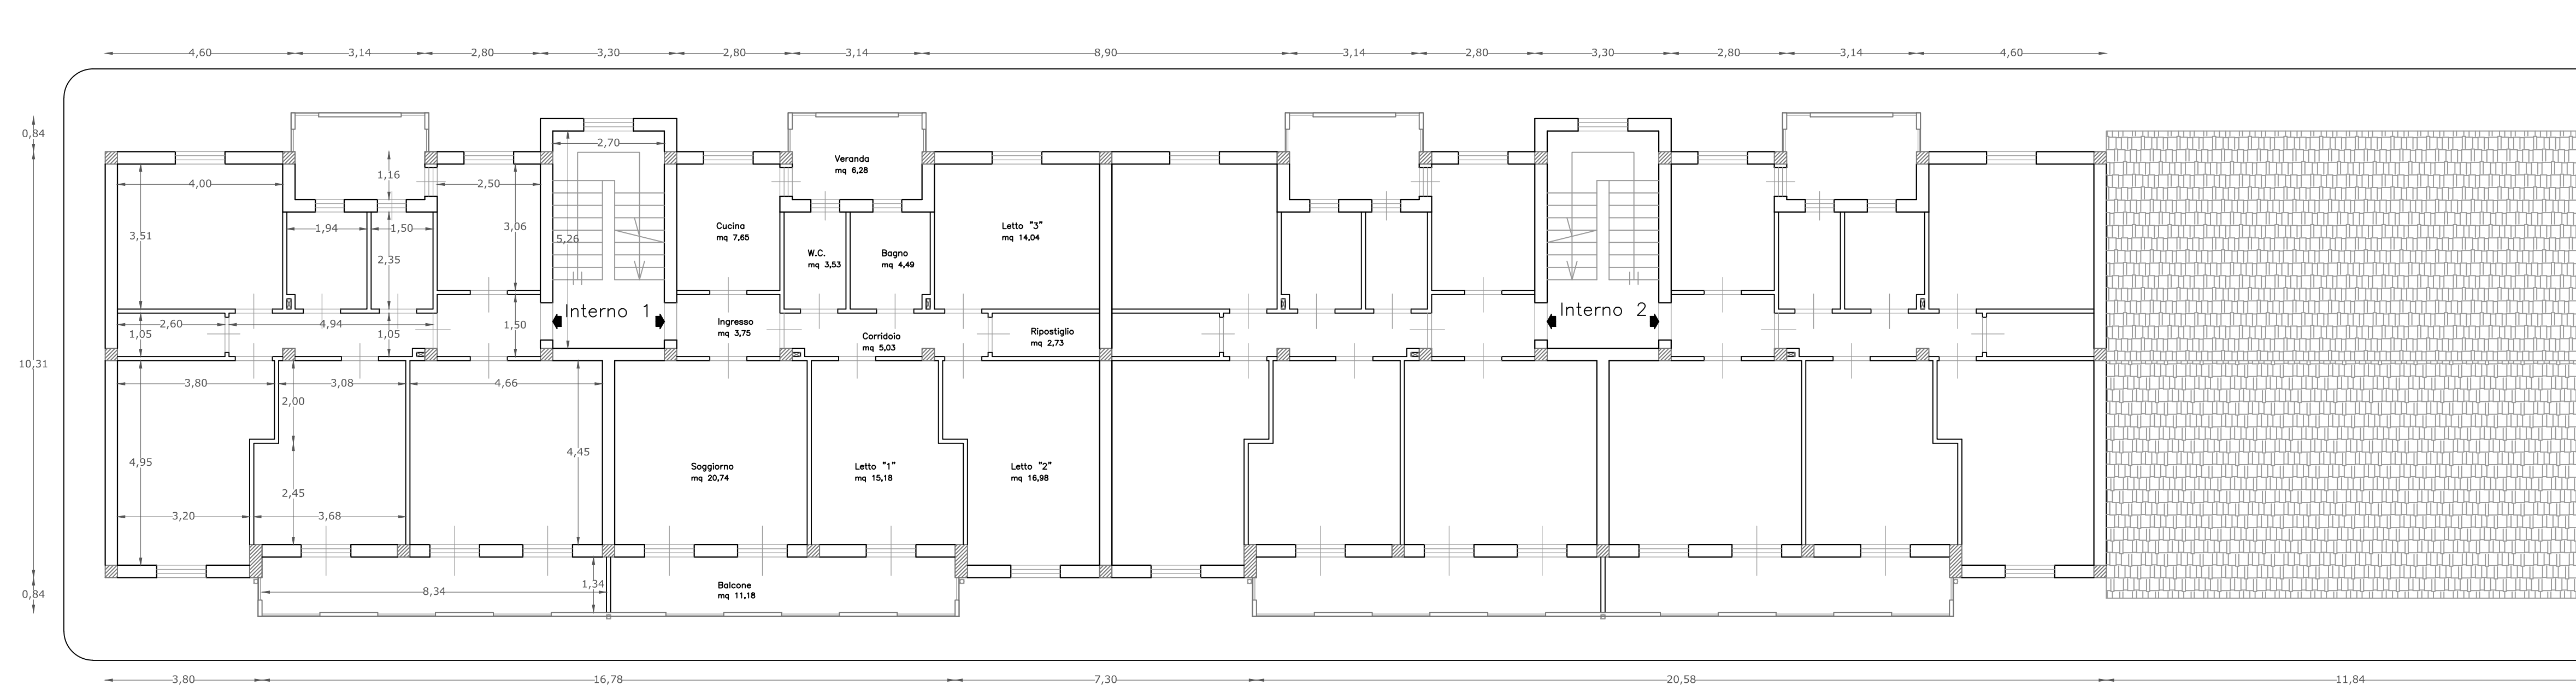 4,60 3,14 2,80 3,30 2,80 3,14 8,90 3,14 2,80 3,30 2,80 3,14 4,60
0,84
2,70
Veranda
mq 6,28
1,16
4,00
2,50
3,51
1,94
1,50
3,06
Cucina
mq 7,65
Letto "3"
mq 14,04
5,26
2,35
W.C.
mq 3,53
Bagno
mq 4,49
Interno 1
Interno 2
2,60
4,94
1,05
1,05
1,50
Ingresso
mq 3,75
Corridoio
mq 5,03
Ripostiglio
mq 2,73
10,31
3,80
3,08
4,66
2,00
4,95
4,45
Soggiorno
mq 20,74
Letto "1"
mq 15,18
Letto "2"
mq 16,98
2,45
3,20
3,68
0,84
8,34
1,34
Balcone
mq 11,18
3,80 16,78 7,30 20,58 11,84